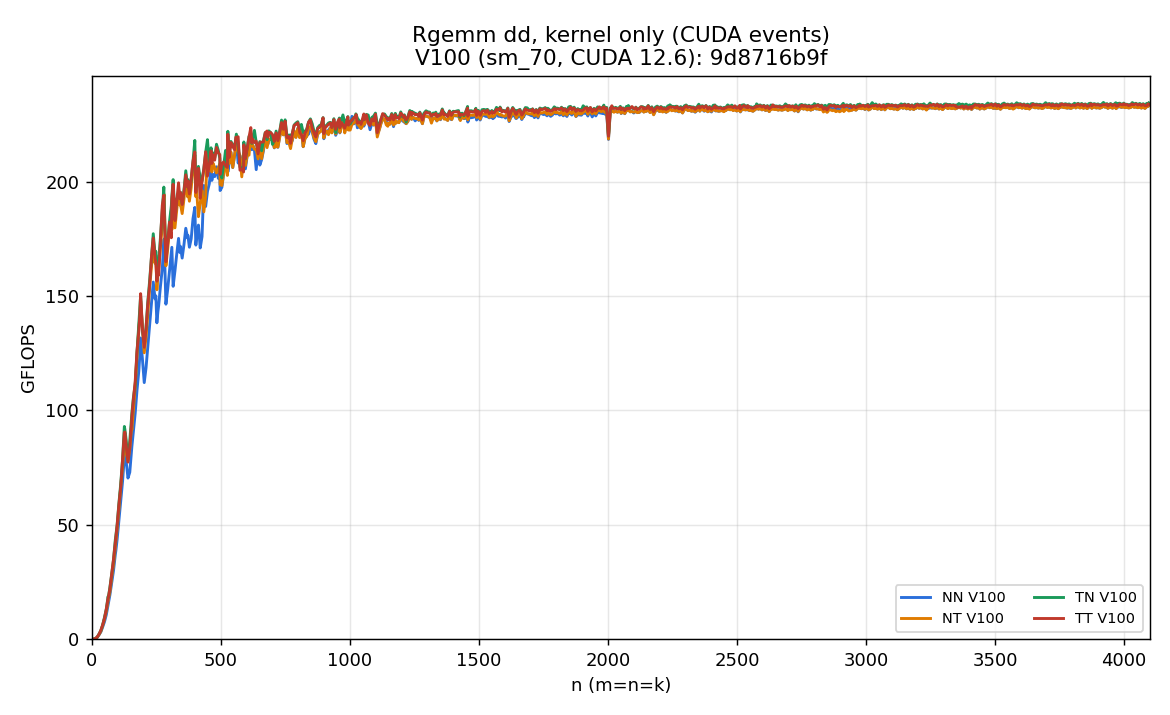 Rgemm dd, kernel only (CUDA events)
V100 (sm_70, CUDA 12.6): 9d8716b9f
GFLOPS
200
150
100
50
0
0 500 1000 1500 2000 2500 3000 3500 4000
n (m=n=k)
NN V100 TN V100
NT V100 TT V100